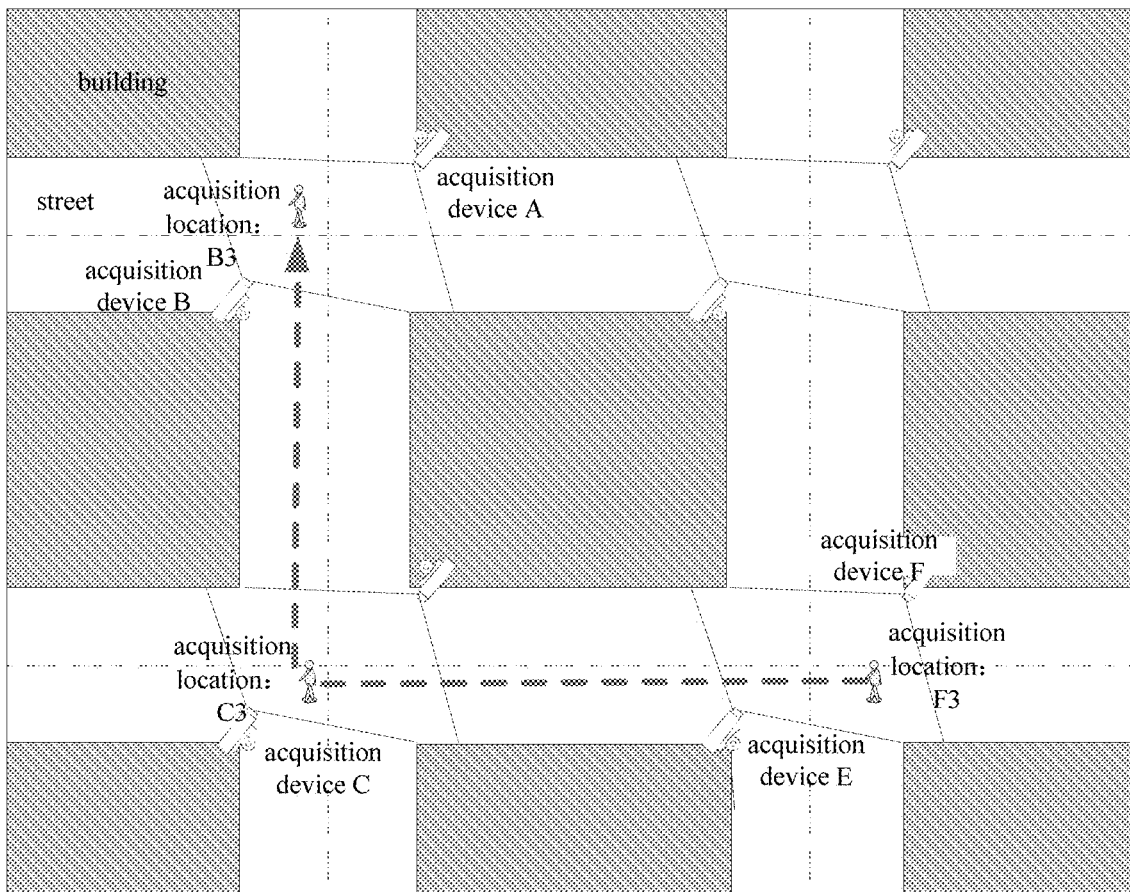 building
acquisition
device A
street
acquisition
location：
B3
acquisition
device B
acquisition
device F
acquisition
location：
C3
acquisition
location：
F3
acquisition
device C
acquisition
device E